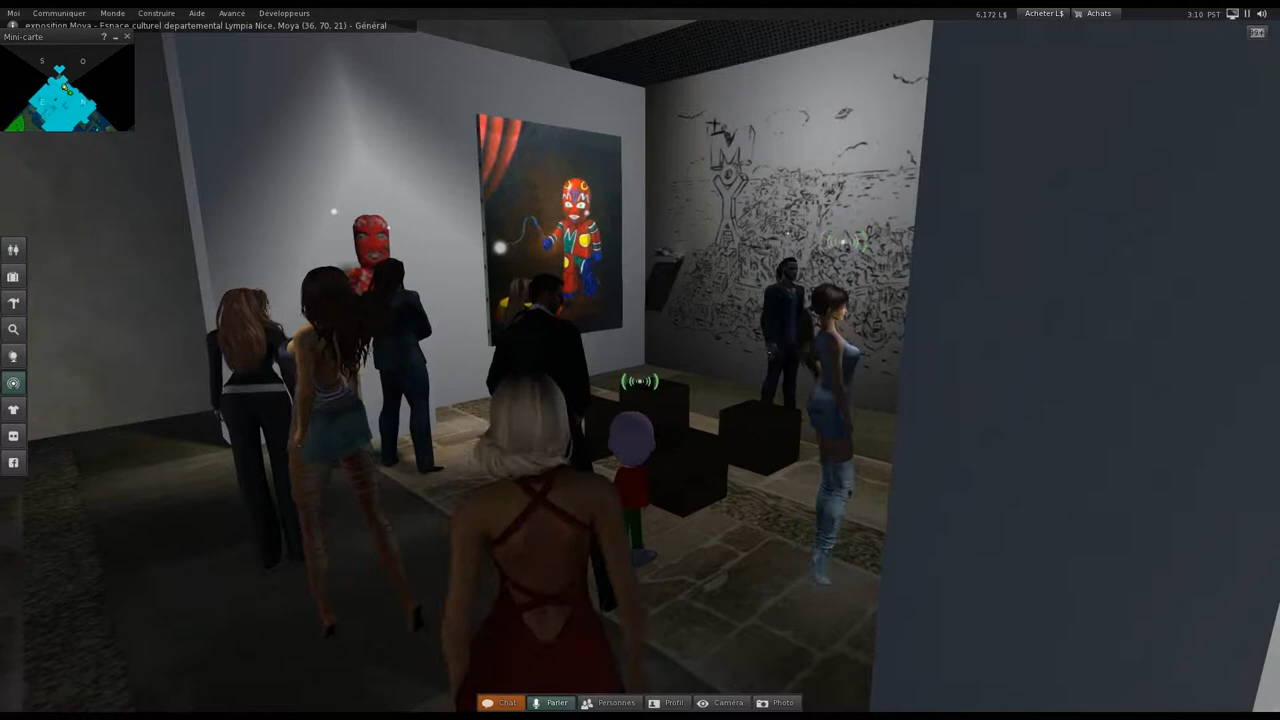 Moi Communiquer Monde Construire Aide Avancé Développeurs 6.172 L$ Acheter L$ Achats 3:10 PST
exposition Moya - Espace culturel departemental Lympia Nice, Moya (36, 70, 21) - Général
Mini-carte ?
S O
E N
M
Chat Parler Personnes Profil Caméra Photo